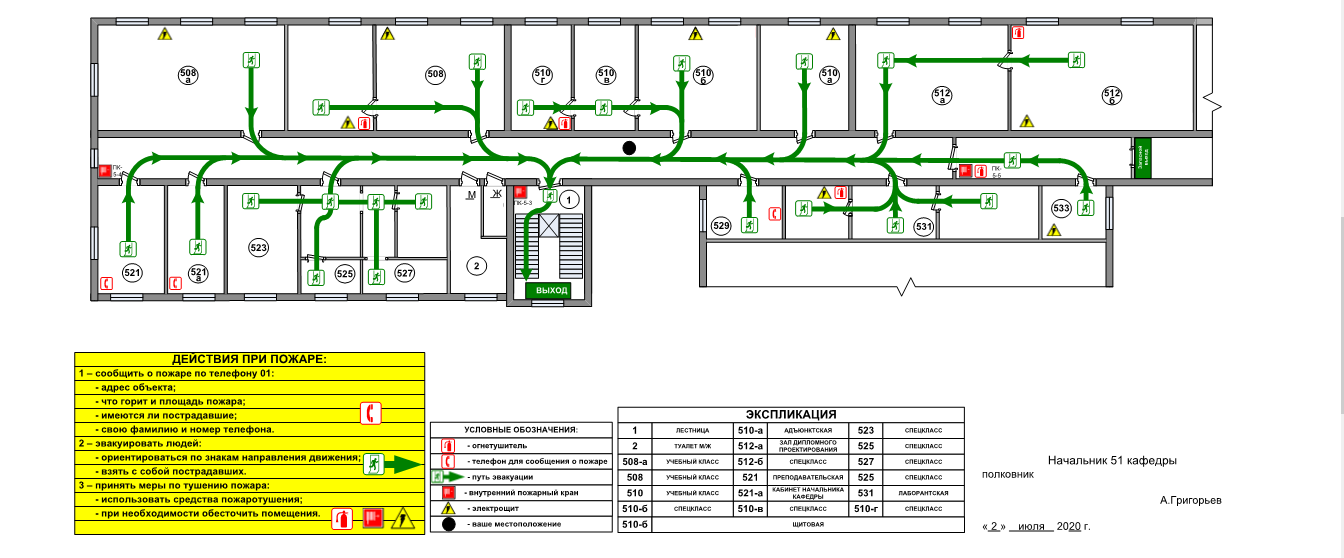 508
а
508
510
г
510
в
510
б
510
а
512
а
512
б
ПК-
5-4
ПК-
5-5
Запасной
выход
М
Ж
ПК-5-3
1
521
521
а
523
525
527
2
ВЫХОД
529
531
533
ДЕЙСТВИЯ ПРИ ПОЖАРЕ:
1 – сообщить о пожаре по телефону 01:
- адрес объекта;
- что горит и площадь пожара;
- имеются ли пострадавшие;
- свою фамилию и номер телефона.
2 – эвакуировать людей:
- ориентироваться по знакам направления движения;
- взять с собой пострадавших.
3 – принять меры по тушению пожара:
- использовать средства пожаротушения;
- при необходимости обесточить помещения.
УСЛОВНЫЕ ОБОЗНАЧЕНИЯ:
- огнетушитель
- телефон для сообщения о пожаре
- путь эвакуации
- внутренний пожарный кран
- электрощит
- ваше местоположение
ЭКСПЛИКАЦИЯ
1 ЛЕСТНИЦА 510-а АДЪЮНКТСКАЯ 523 СПЕЦКЛАСС
2 ТУАЛЕТ М/Ж 512-а ЗАЛ ДИПЛОМНОГО ПРОЕКТИРОВАНИЯ 525 СПЕЦКЛАСС
508-а УЧЕБНЫЙ КЛАСС 512-б СПЕЦКЛАСС 527 СПЕЦКЛАСС
508 УЧЕБНЫЙ КЛАСС 521 ПРЕПОДАВАТЕЛЬСКАЯ 525 СПЕЦКЛАСС
510 УЧЕБНЫЙ КЛАСС 521-а КАБИНЕТ НАЧАЛЬНИКА КАФЕДРЫ 531 ЛАБОРАНТСКАЯ
510-б СПЕЦКЛАСС 510-в СПЕЦКЛАСС 510-г СПЕЦКЛАСС
510-б ЩИТОВАЯ
Начальник 51 кафедры
полковник
А.Григорьев
« 2 » июля 2020 г.